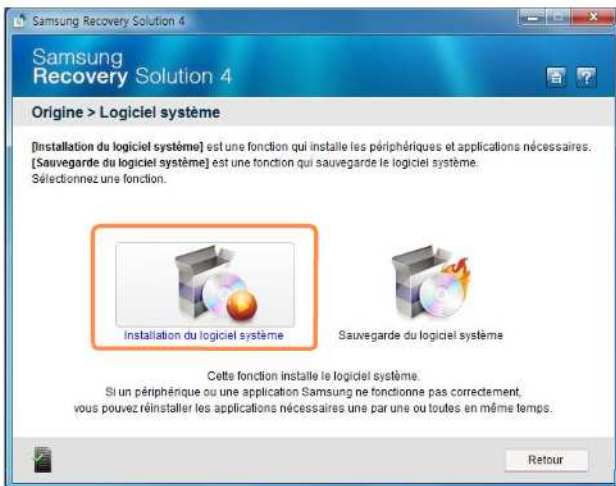 Samsung Recovery Solution 4
Samsung
Recovery Solution 4
Origine > Logiciel système
[Installation du logiciel système] est une fonction qui installe les périphériques et applications nécessaires.
[Sauvegarde du logiciel système] est une fonction qui sauvegarde le logiciel système.
Sélectionnez une fonction.
Installation du logiciel système
Sauvegarde du logiciel système
Cette fonction installe le logiciel système.
Si un périphérique ou une application Samsung ne fonctionne pas correctement,
vous pouvez réinstaller les applications nécessaires une par une ou toutes en même temps.
Retour